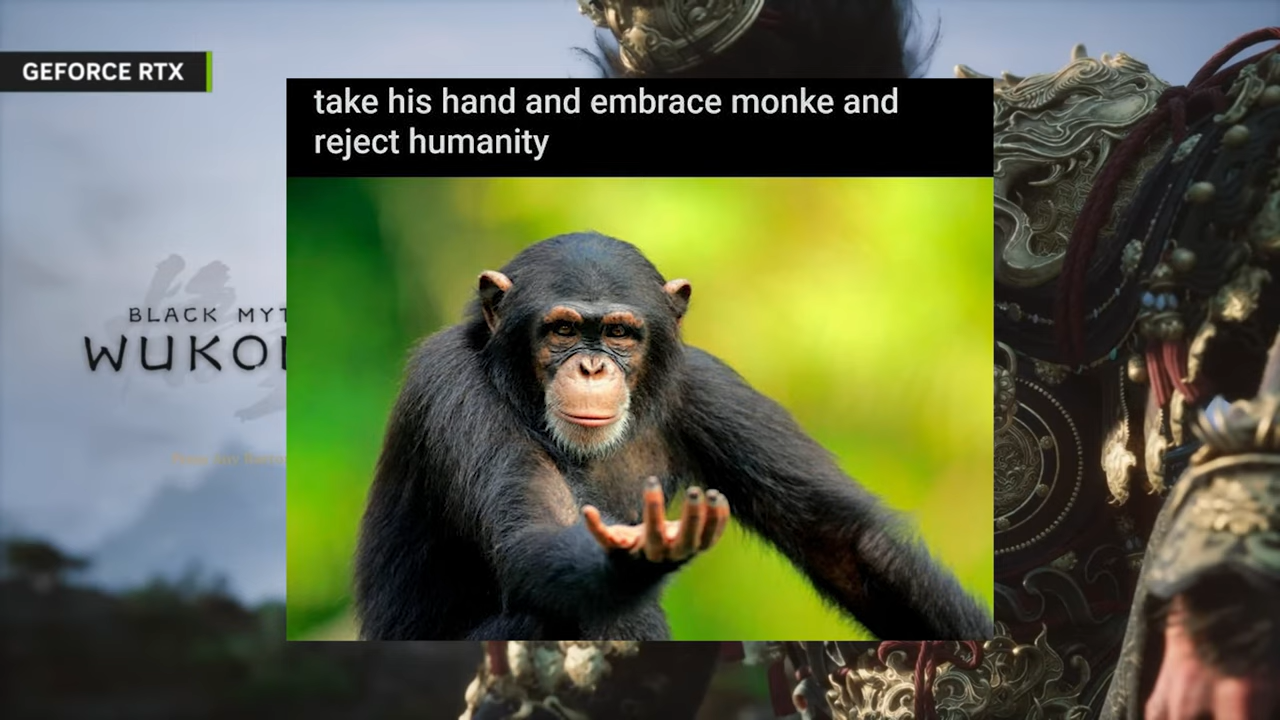 GEFORCE RTX
take his hand and embrace monke and
reject humanity
BLACK MYT
WUKO